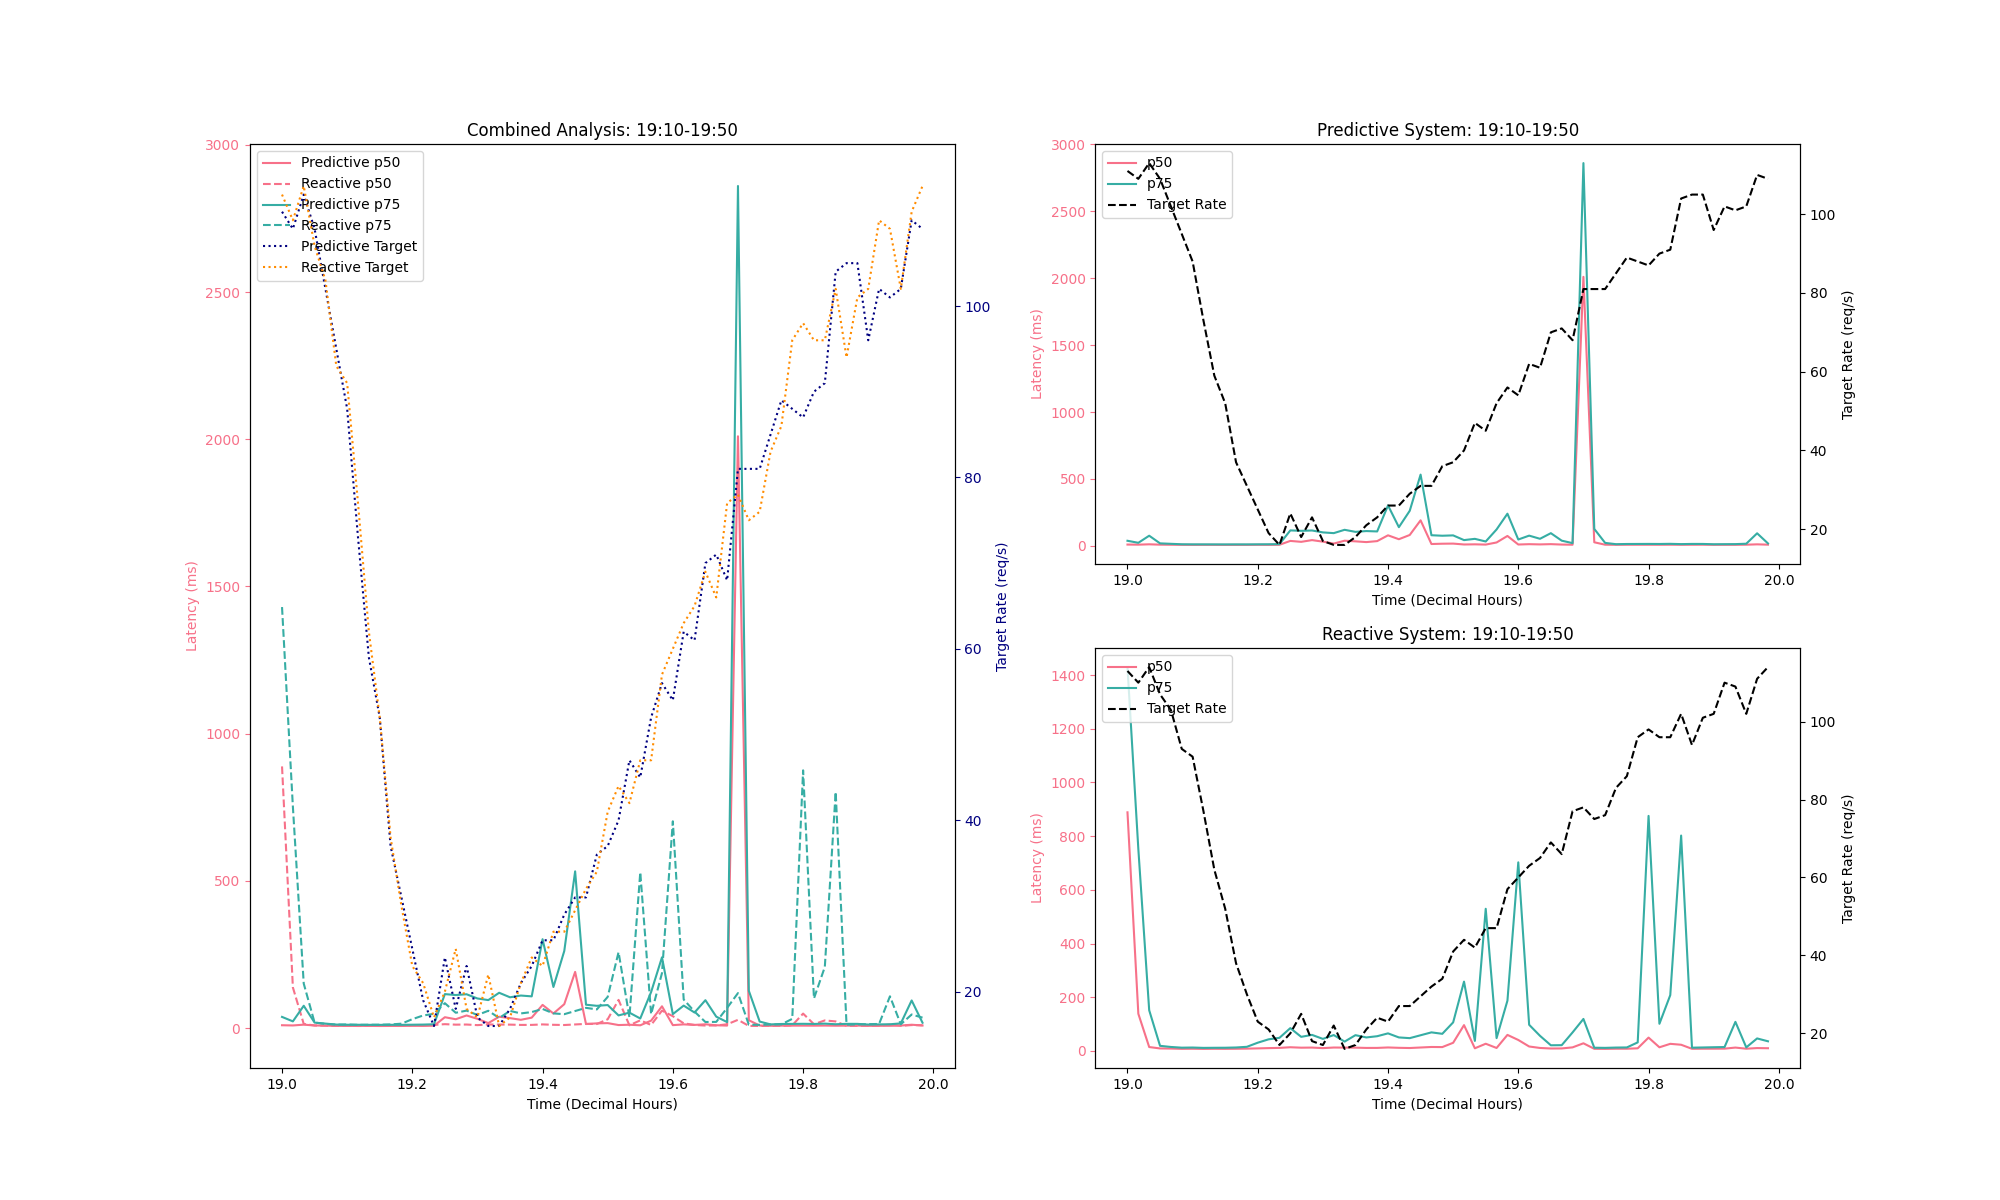 Combined Analysis: 19:10-19:50
3000
2500
2000
1500
1000
500
0
Latency (ms)
Predictive p50
Reactive p50
Predictive p75
Reactive p75
Predictive Target
Reactive Target
100
80
60
40
20
Target Rate (req/s)
19.0 19.2 19.4 19.6 19.8 20.0
Time (Decimal Hours)
Predictive System: 19:10-19:50
3000
2500
2000
1500
1000
500
0
Latency (ms)
p50
p75
Target Rate
100
80
60
40
20
Target Rate (req/s)
19.0 19.2 19.4 19.6 19.8 20.0
Time (Decimal Hours)
Reactive System: 19:10-19:50
1400
1200
1000
800
600
400
200
0
Latency (ms)
p50
p75
Target Rate
100
80
60
40
20
Target Rate (req/s)
19.0 19.2 19.4 19.6 19.8 20.0
Time (Decimal Hours)